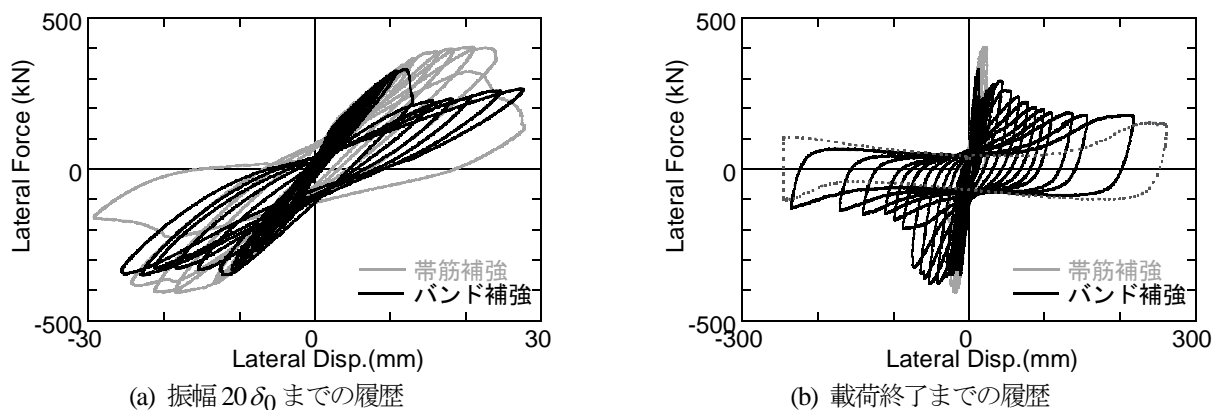 500
0
-500
-30
0
30
Lateral Force (kN)
Lateral Disp.(mm)
帯筋補強
バンド補強
(a) 振幅 20δ0 までの履歴
500
0
-500
-300
0
300
Lateral Force (kN)
Lateral Disp.(mm)
帯筋補強
バンド補強
(b) 載荷終了までの履歴